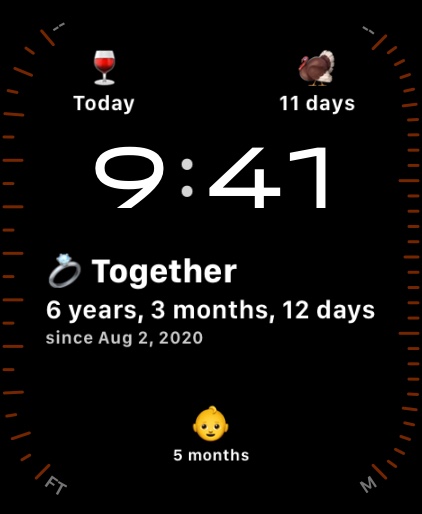 Today
11 days
9:41
Together
6 years, 3 months, 12 days
since Aug 2, 2020
5 months
FT
M